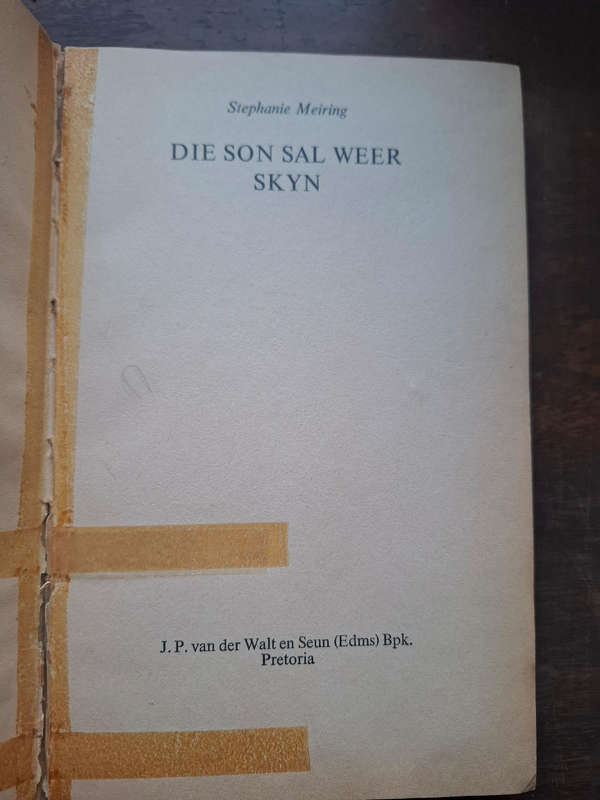 Stephanie Meiring
DIE SON SAL WEER
SKYN
J. P. van der Walt en Seun (Edms) Bpk.
Pretoria